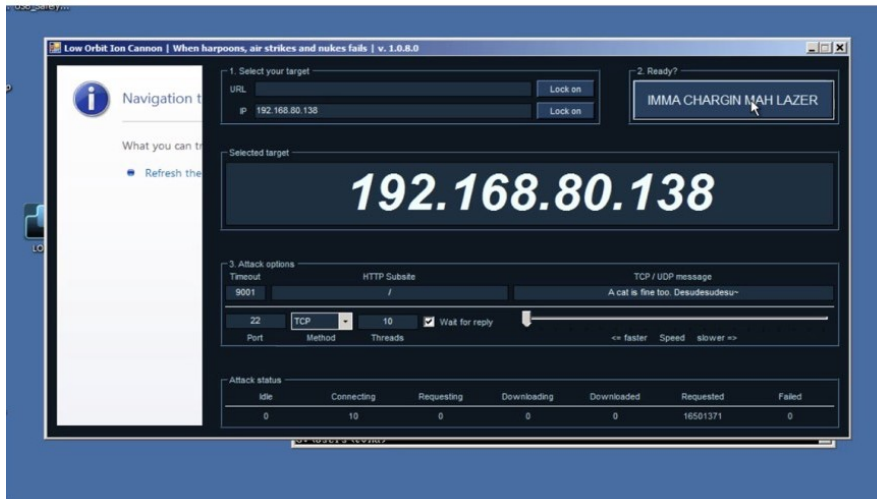 USB_Safety...
Low Orbit Ion Cannon | When harpoons, air strikes and nukes fails | v. 1.0.8.0
Navigation t
What you can tr
Refresh the
1. Select your target
URL
Lock on
IP 192.168.80.138
Lock on
2. Ready?
IMMA CHARGIN MAH LAZER
Selected target
192.168.80.138
3. Attack options
Timeout HTTP Subsite TCP / UDP message
9001 / A cat is fine too. Desudesudesu~
22 TCP 10 Wait for reply
Port Method Threads <= faster Speed slower =>
Attack status
Idle Connecting Requesting Downloading Downloaded Requested Failed
0 10 0 0 0 16501371 0
LO